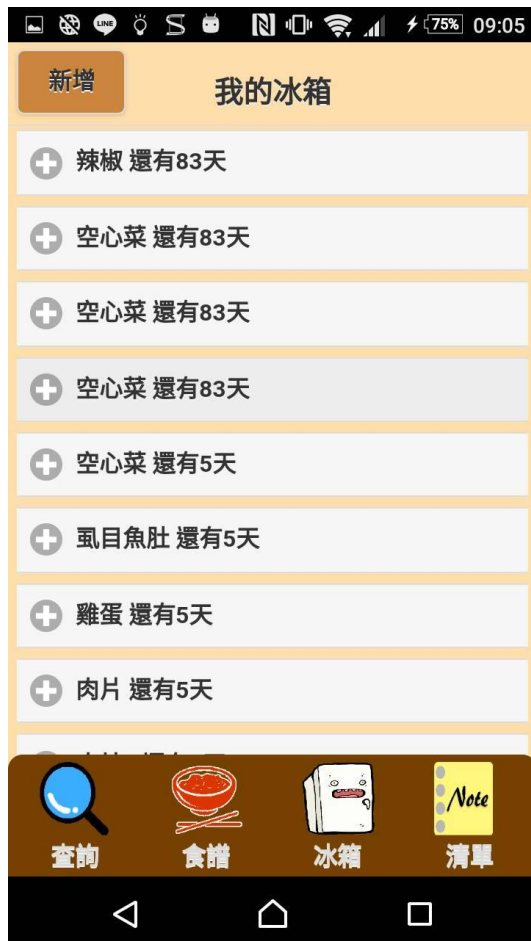 LINE
75% 09:05
新增
我的冰箱
辣椒 還有83天
空心菜 還有83天
空心菜 還有83天
空心菜 還有83天
空心菜 還有5天
虱目魚肚 還有5天
雞蛋 還有5天
肉片 還有5天
Note
查詢 食譜 冰箱 清單